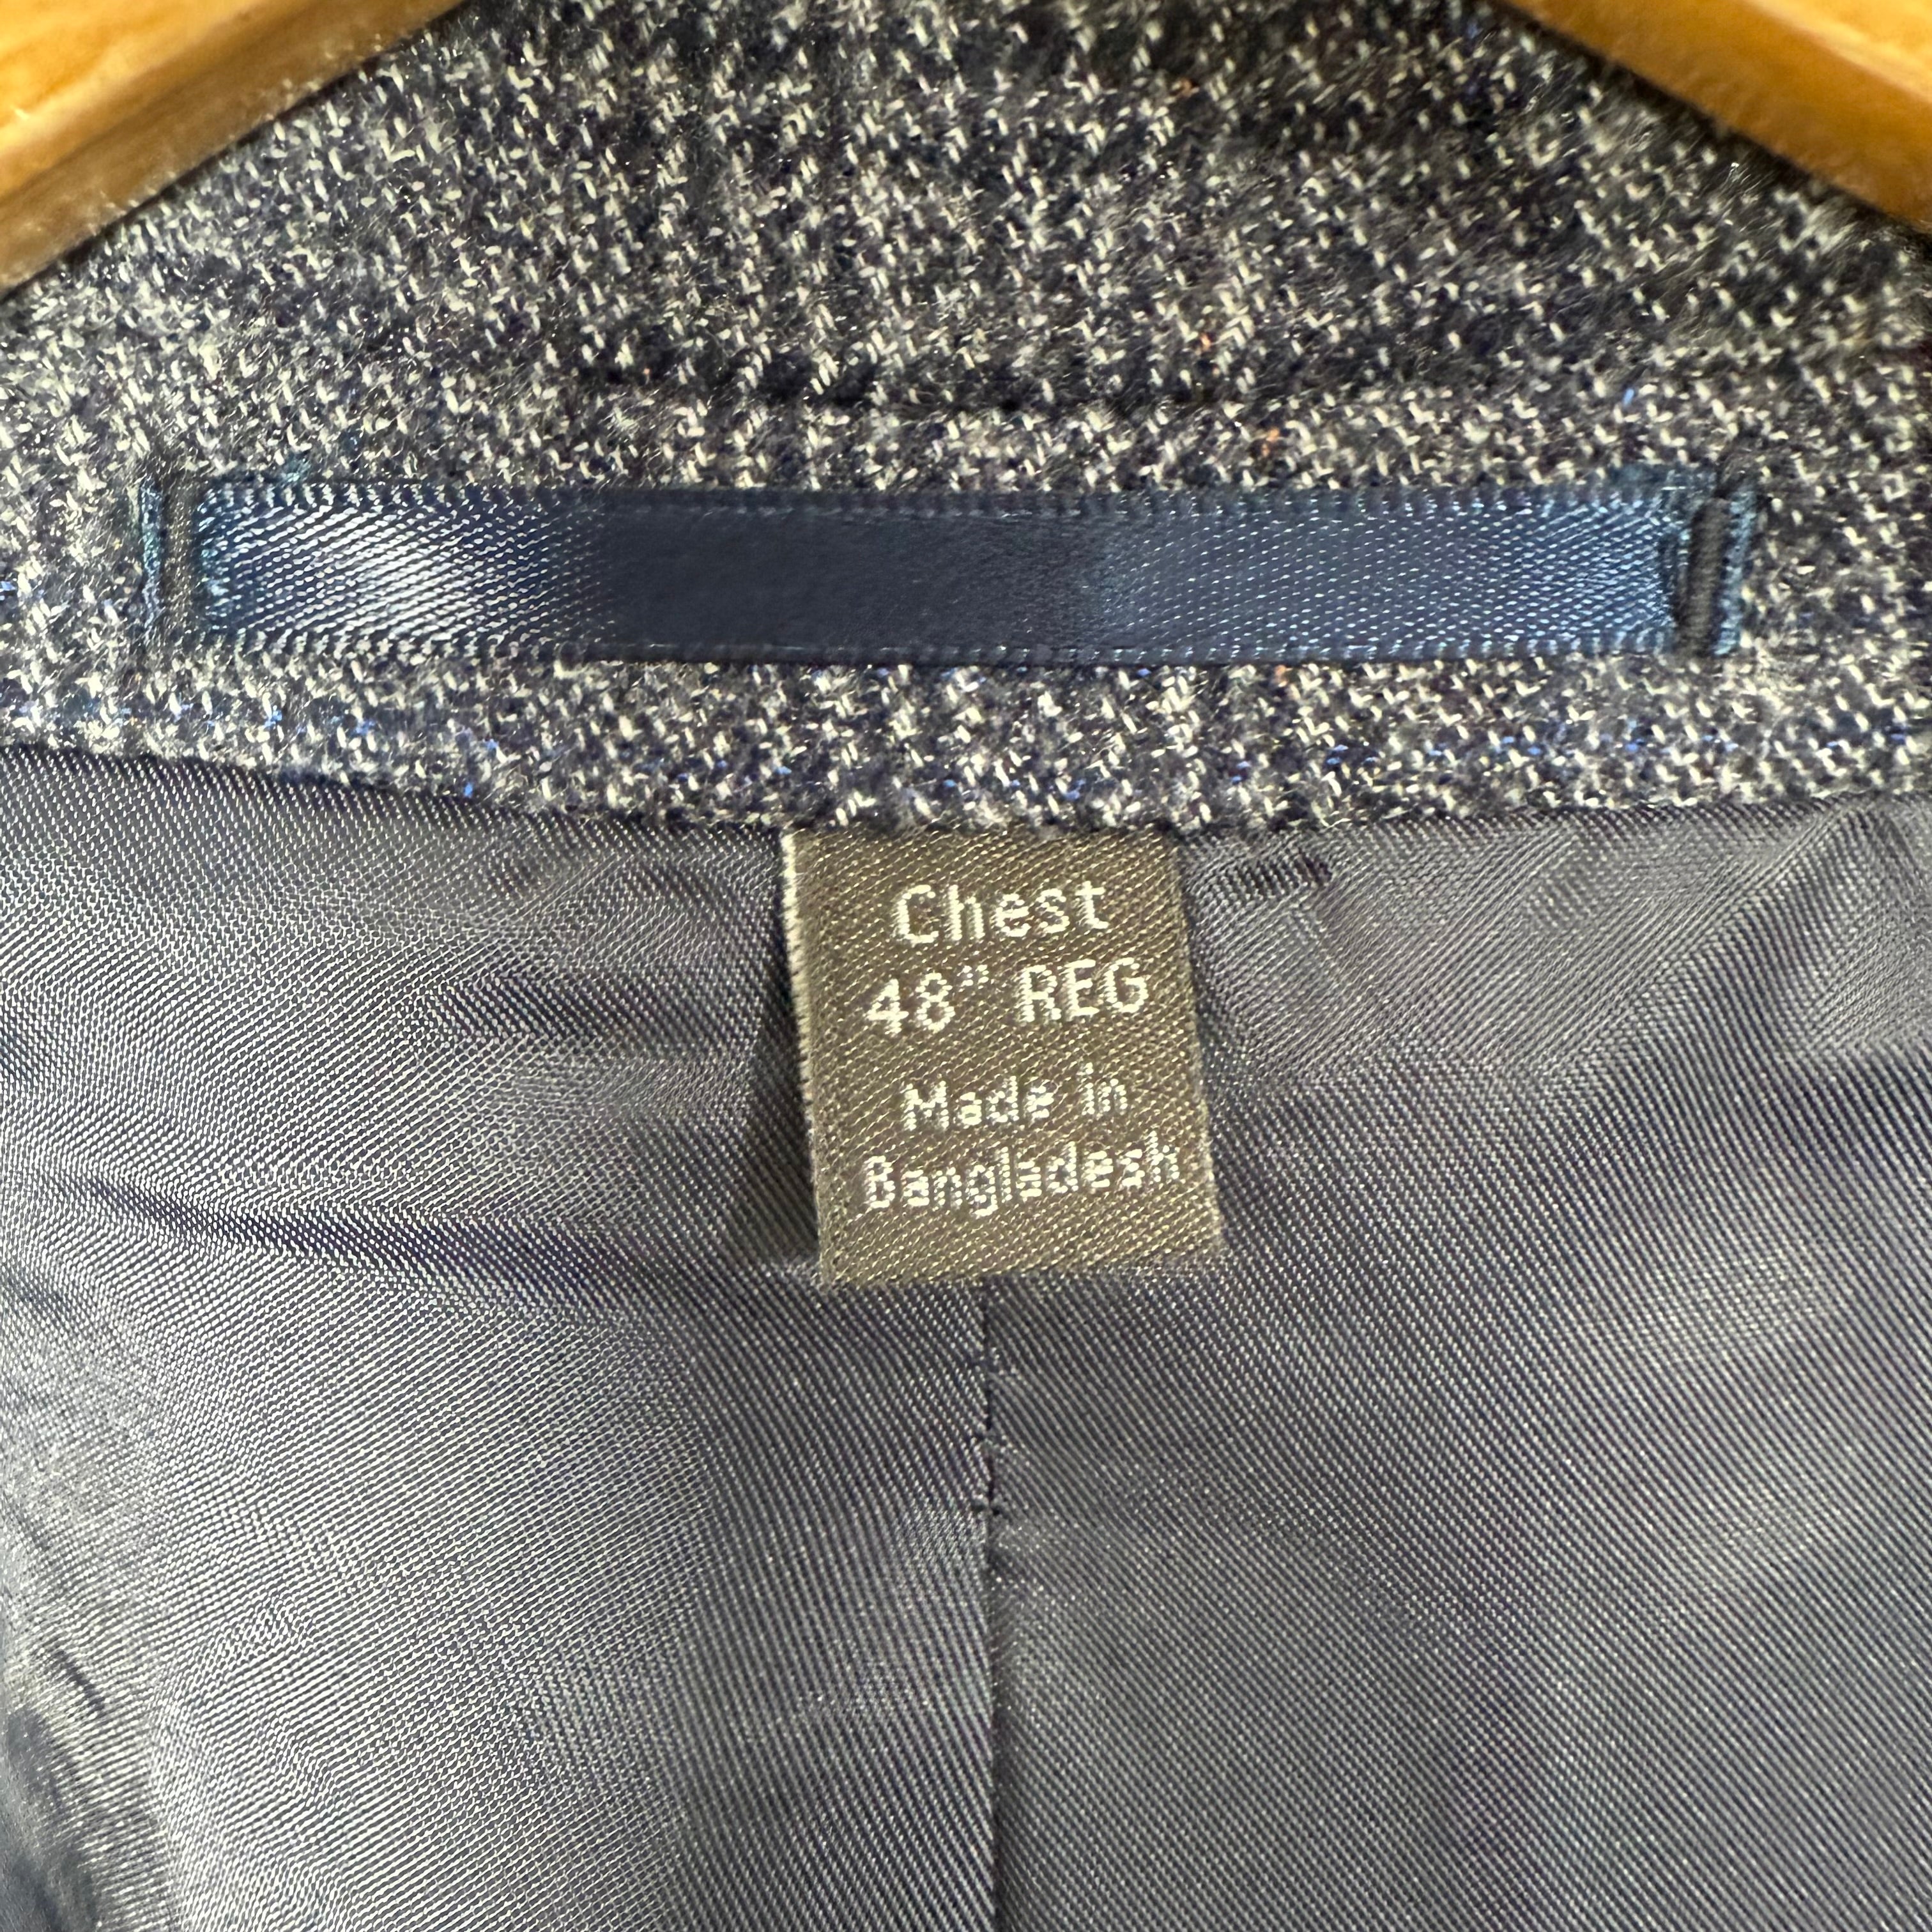 Chest
48" REG
Made in
Bangladesh